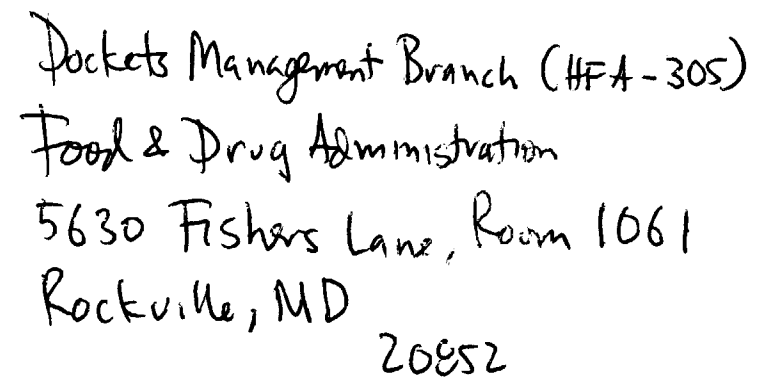 Dockets Management Branch (HFA-305)
Food & Drug Administration
5630 Fishers Lane, Room 1061
Rockville, MD
20852